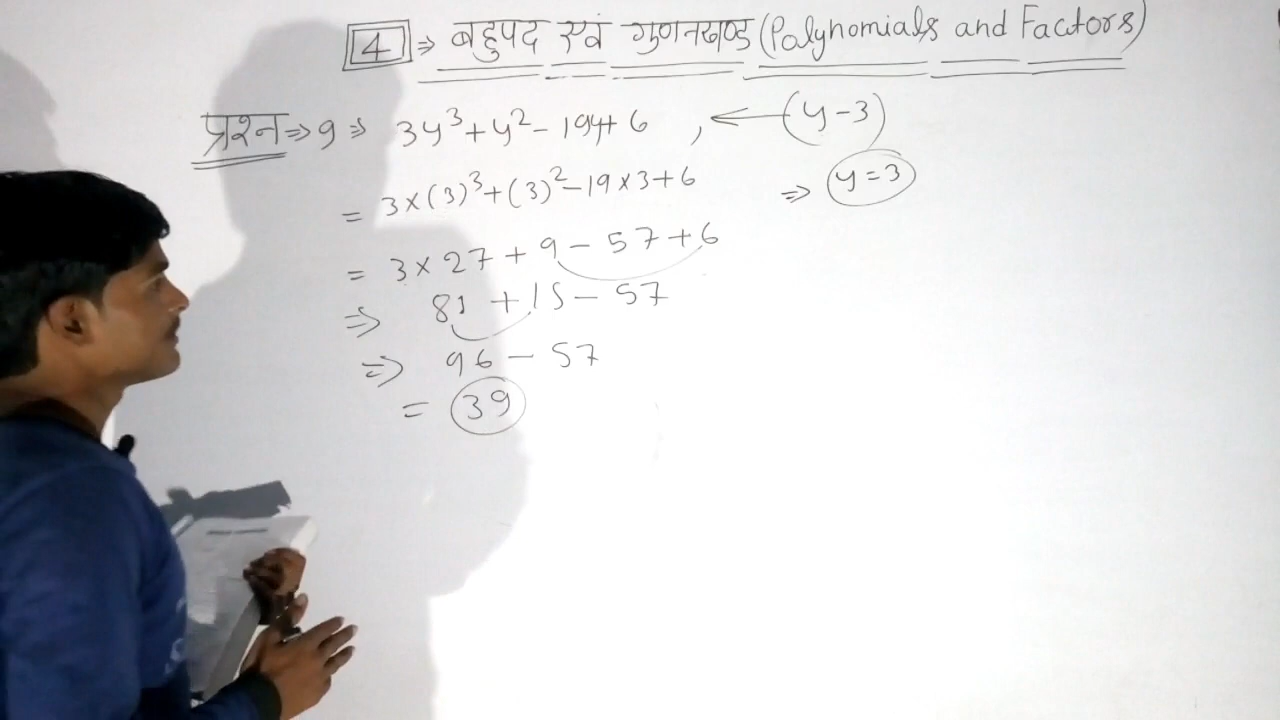 4 ⇒ बहुपद एवं गुणनखण्ड (Polynomials and Factors)
प्रश्न ⇒ 9 ⇒ 3y³ + y² - 19y + 6 , ← (y - 3)
= 3 × (3)³ + (3)² - 19 × 3 + 6 ⇒ y = 3
= 3 × 27 + 9 - 57 + 6
⇒ 81 + 15 - 57
⇒ 96 - 57
= 39